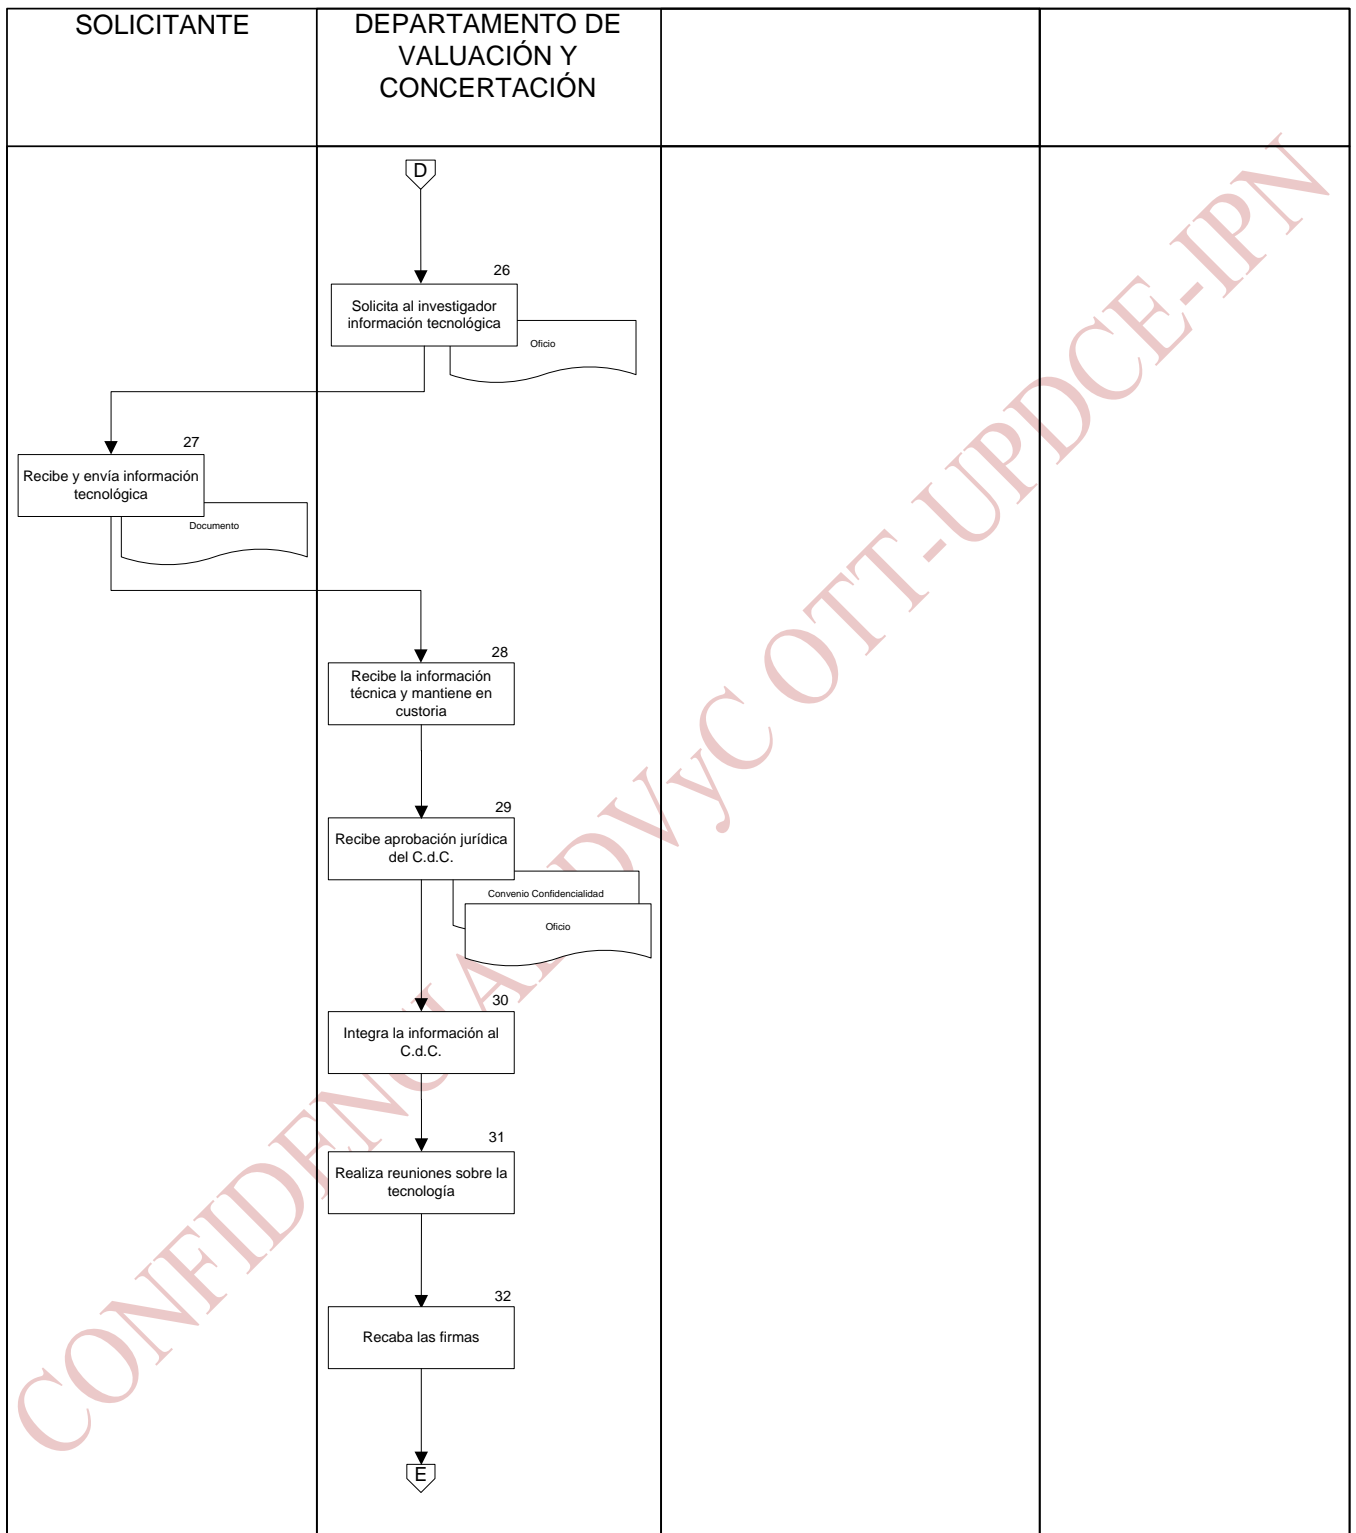 SOLICITANTE
DEPARTAMENTO DE
VALUACIÓN Y
CONCERTACIÓN
D
26
Solicita al investigador
información tecnológica
Oficio
27
Recibe y envía información
tecnológica
Documento
28
Recibe la información
técnica y mantiene en
custoria
29
Recibe aprobación jurídica
del C.d.C.
Convenio Confidencialidad
Oficio
30
Integra la información al
C.d.C.
31
Realiza reuniones sobre la
tecnología
32
Recaba las firmas
E
CONFIDENCIAL DVyC OTT-UPDCE-IPN